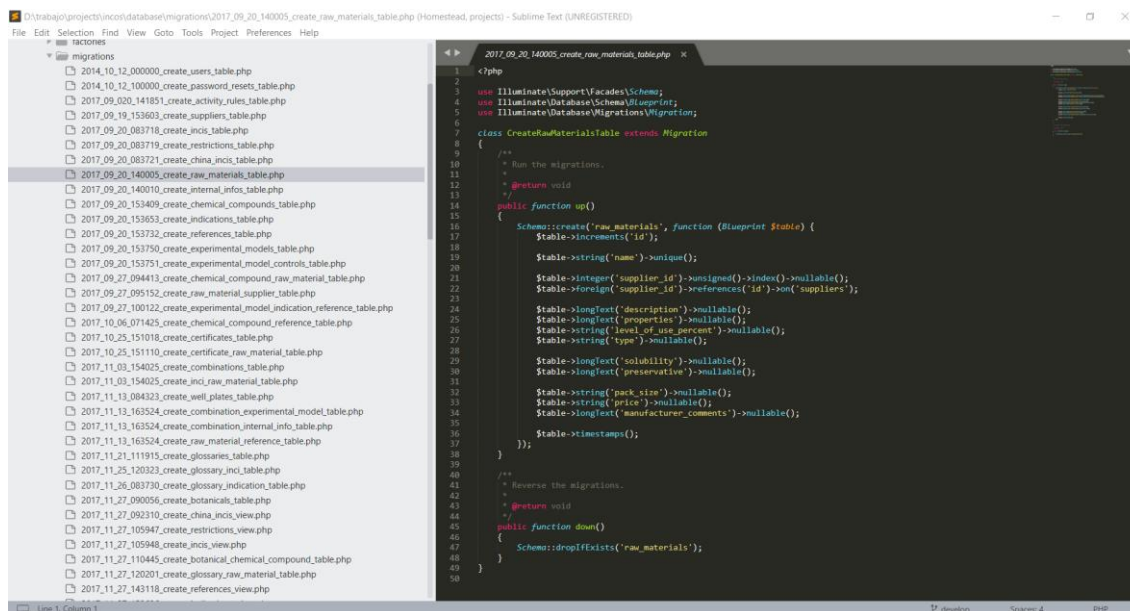 D:\trabajo\projects\incos\database\migrations\2017_09_20_140005_create_raw_materials_table.php (Homestead, projects) - Sublime Text (UNREGISTERED)
File Edit Selection Find View Goto Tools Project Preferences Help
factories
migrations
2014_10_12_000000_create_users_table.php
2014_10_12_100000_create_password_resets_table.php
2017_09_020_141851_create_activity_rules_table.php
2017_09_19_153603_create_suppliers_table.php
2017_09_20_083718_create_incis_table.php
2017_09_20_083719_create_restrictions_table.php
2017_09_20_083721_create_china_incis_table.php
2017_09_20_140005_create_raw_materials_table.php
2017_09_20_140010_create_internal_infos_table.php
2017_09_20_153409_create_chemical_compounds_table.php
2017_09_20_153653_create_indications_table.php
2017_09_20_153732_create_references_table.php
2017_09_20_153750_create_experimental_models_table.php
2017_09_20_153751_create_experimental_model_controls_table.php
2017_09_27_094413_create_chemical_compound_raw_material_table.php
2017_09_27_095152_create_raw_material_supplier_table.php
2017_09_27_100122_create_experimental_model_indication_reference_table.php
2017_10_06_071425_create_chemical_compound_reference_table.php
2017_10_25_151018_create_certificates_table.php
2017_10_25_151110_create_certificate_raw_material_table.php
2017_11_03_154025_create_combinations_table.php
2017_11_03_154025_create_inci_raw_material_table.php
2017_11_13_084323_create_well_plates_table.php
2017_11_13_163524_create_combination_experimental_model_table.php
2017_11_13_163524_create_combination_internal_info_table.php
2017_11_13_163524_create_raw_material_reference_table.php
2017_11_21_111915_create_glossaries_table.php
2017_11_25_120323_create_glossary_inci_table.php
2017_11_26_083730_create_glossary_indication_table.php
2017_11_27_090056_create_botanicals_table.php
2017_11_27_092310_create_china_incis_view.php
2017_11_27_105947_create_restrictions_view.php
2017_11_27_105948_create_incis_view.php
2017_11_27_110445_create_botanical_chemical_compound_table.php
2017_11_27_120201_create_glossary_raw_material_table.php
2017_11_27_143118_create_references_view.php
2017_09_20_140005_create_raw_materials_table.php ×
1 <?php
2
3 use Illuminate\Support\Facades\Schema;
4 use Illuminate\Database\Schema\Blueprint;
5 use Illuminate\Database\Migrations\Migration;
6
7 class CreateRawMaterialsTable extends Migration
8 {
9 /**
10 * Run the migrations.
11 *
12 * @return void
13 */
14 public function up()
15 {
16 Schema::create('raw_materials', function (Blueprint $table) {
17 $table->increments('id');
18
19 $table->string('name')->unique();
20
21 $table->integer('supplier_id')->unsigned()->index()->nullable();
22 $table->foreign('supplier_id')->references('id')->on('suppliers');
23
24 $table->longText('description')->nullable();
25 $table->longText('properties')->nullable();
26 $table->string('level_of_use_percent')->nullable();
27 $table->string('type')->nullable();
28
29 $table->longText('solubility')->nullable();
30 $table->longText('preservative')->nullable();
31
32 $table->string('pack_size')->nullable();
33 $table->string('price')->nullable();
34 $table->longText('manufacturer_comments')->nullable();
35
36 $table->timestamps();
37 });
38 }
39
40 /**
41 * Reverse the migrations.
42 *
43 * @return void
44 */
45 public function down()
46 {
47 Schema::dropIfExists('raw_materials');
48 }
49 }
50
Line 1, Column 1
develop
Spaces: 4
PHP